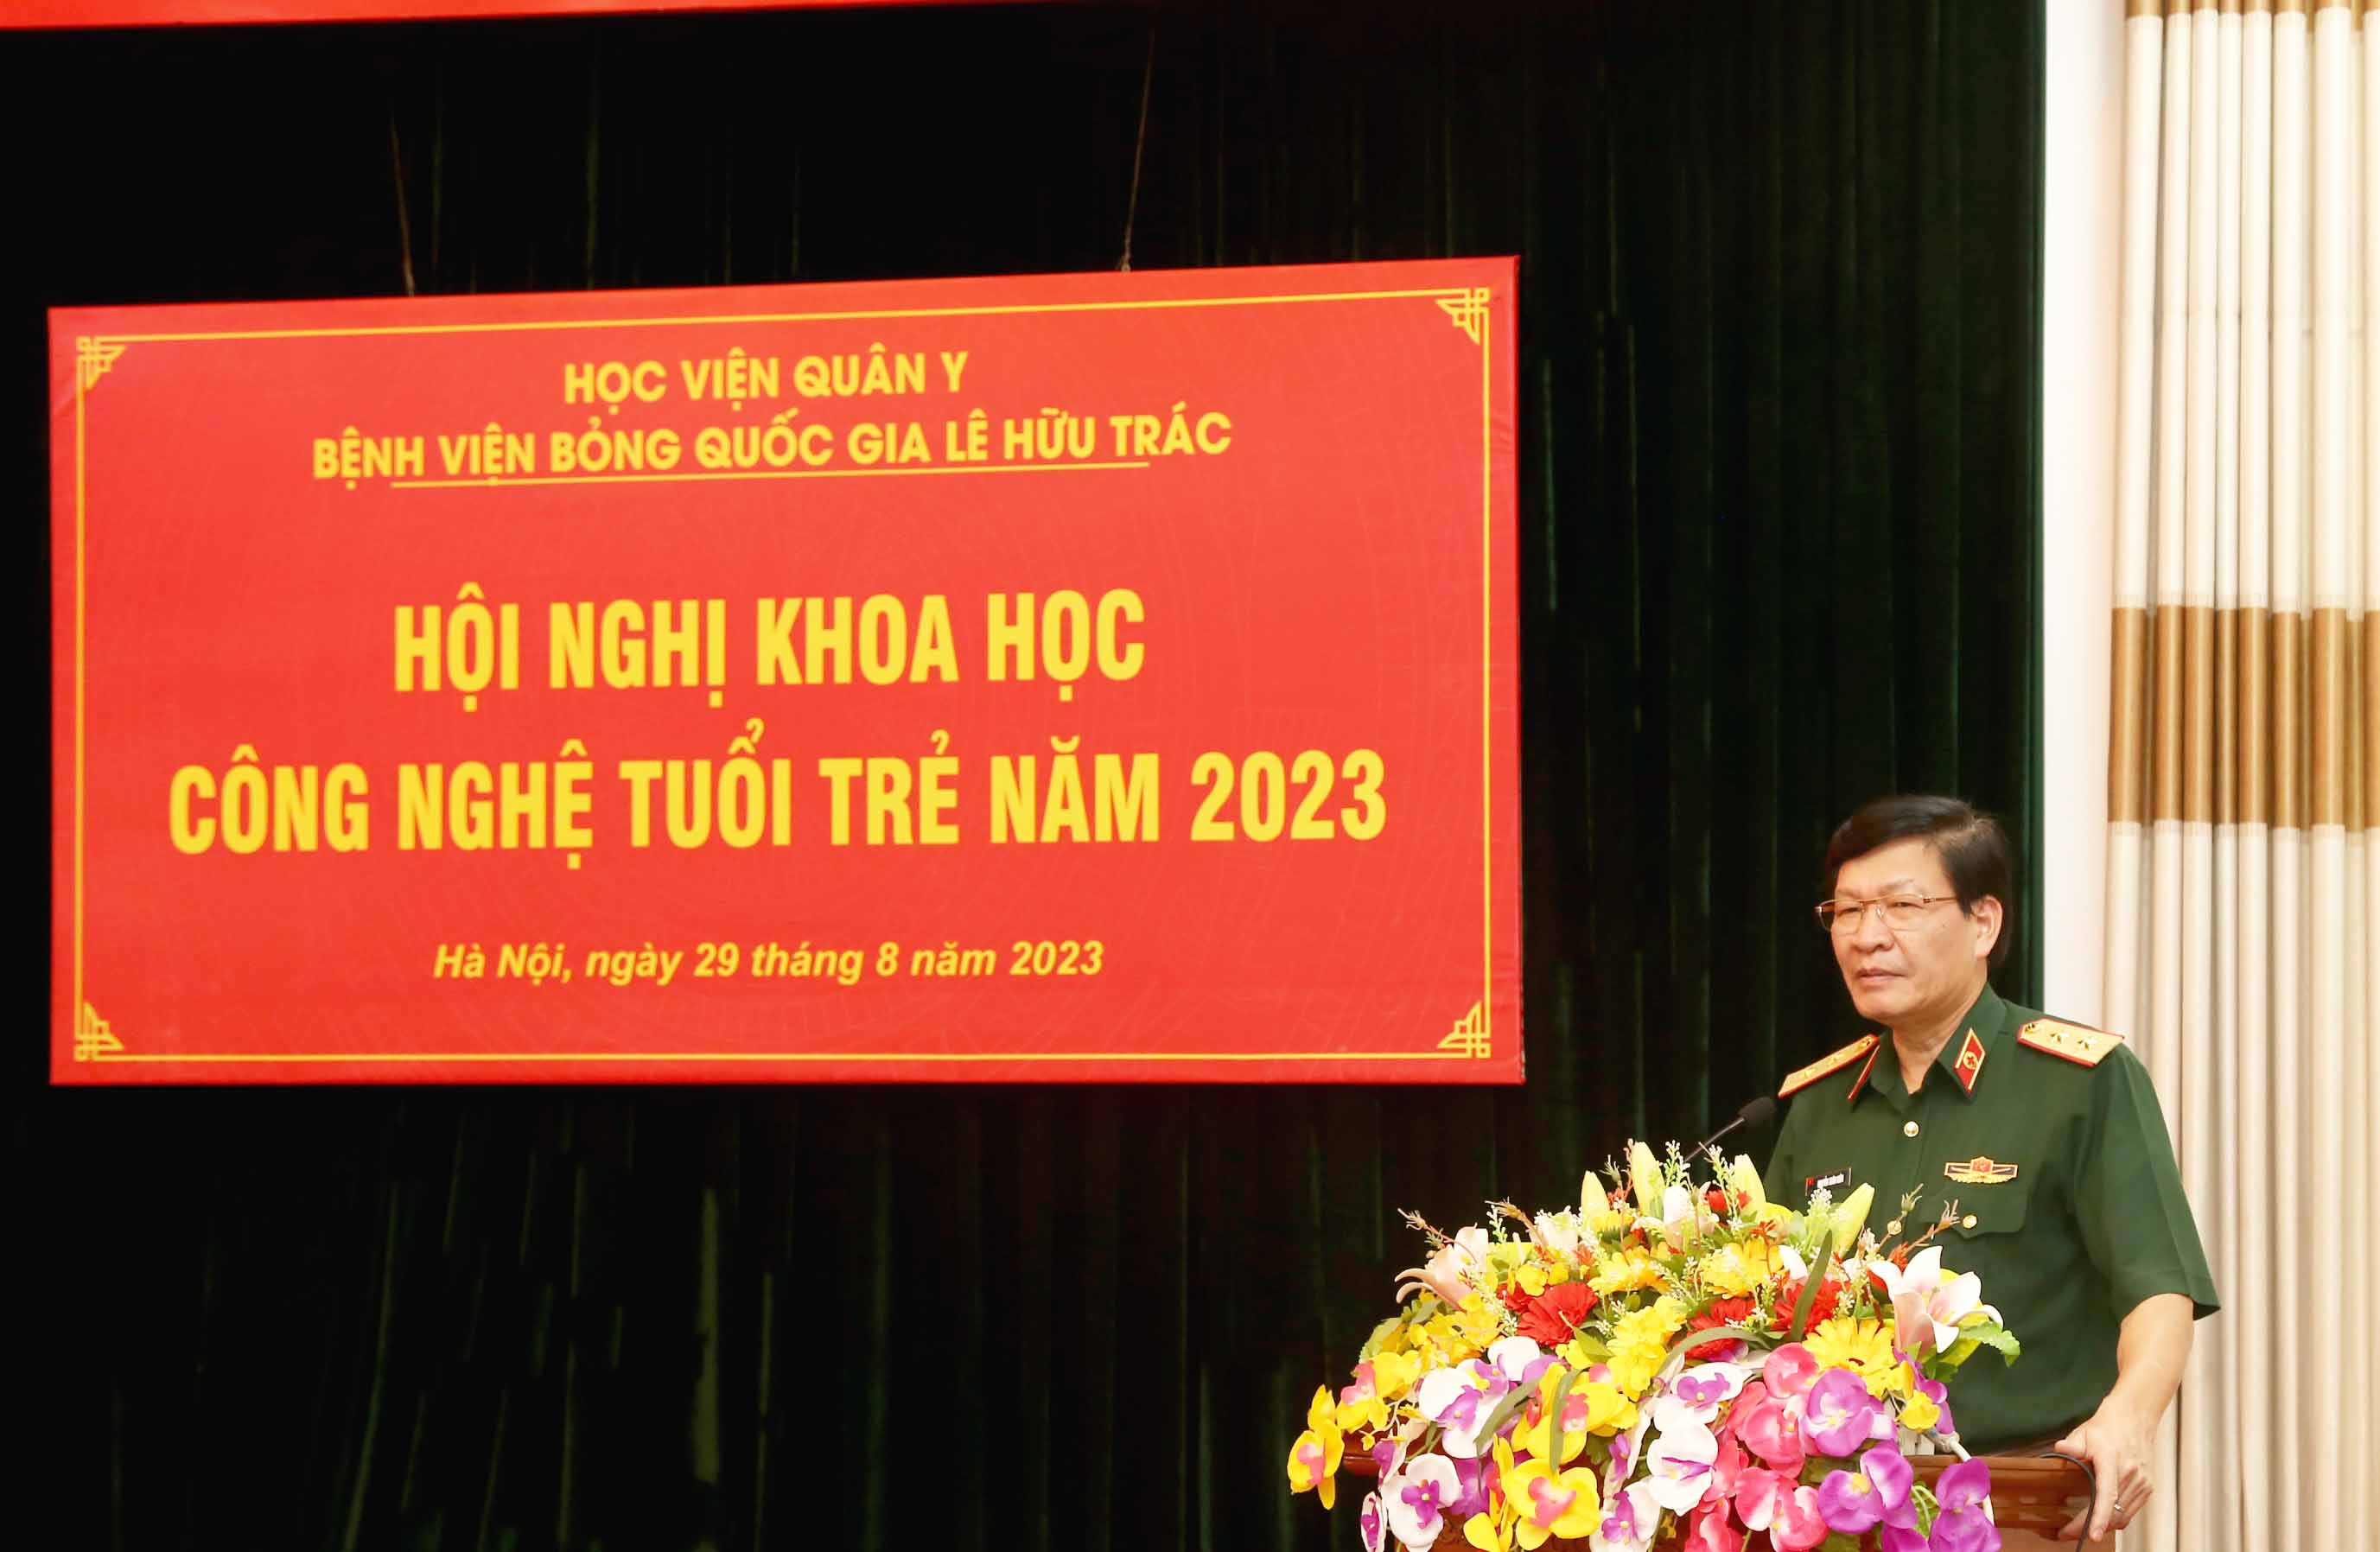 HỌC VIỆN QUÂN Y
BỆNH VIỆN BỎNG QUỐC GIA LÊ HỮU TRÁC
HỘI NGHỊ KHOA HỌC
CÔNG NGHỆ TUỔI TRẺ NĂM 2023
Hà Nội, ngày 29 tháng 8 năm 2023